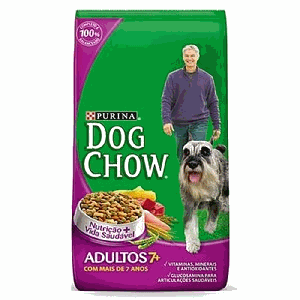 100%
PURINA
DOG
CHOW
Nutrição +
Vida Saudável
ADULTOS 7+
COM MAIS DE 7 ANOS
✓ VITAMINAS, MINERAIS
E ANTIOXIDANTES
✓ GLUCOSAMINA PARA
ARTICULAÇÕES SAUDÁVEIS